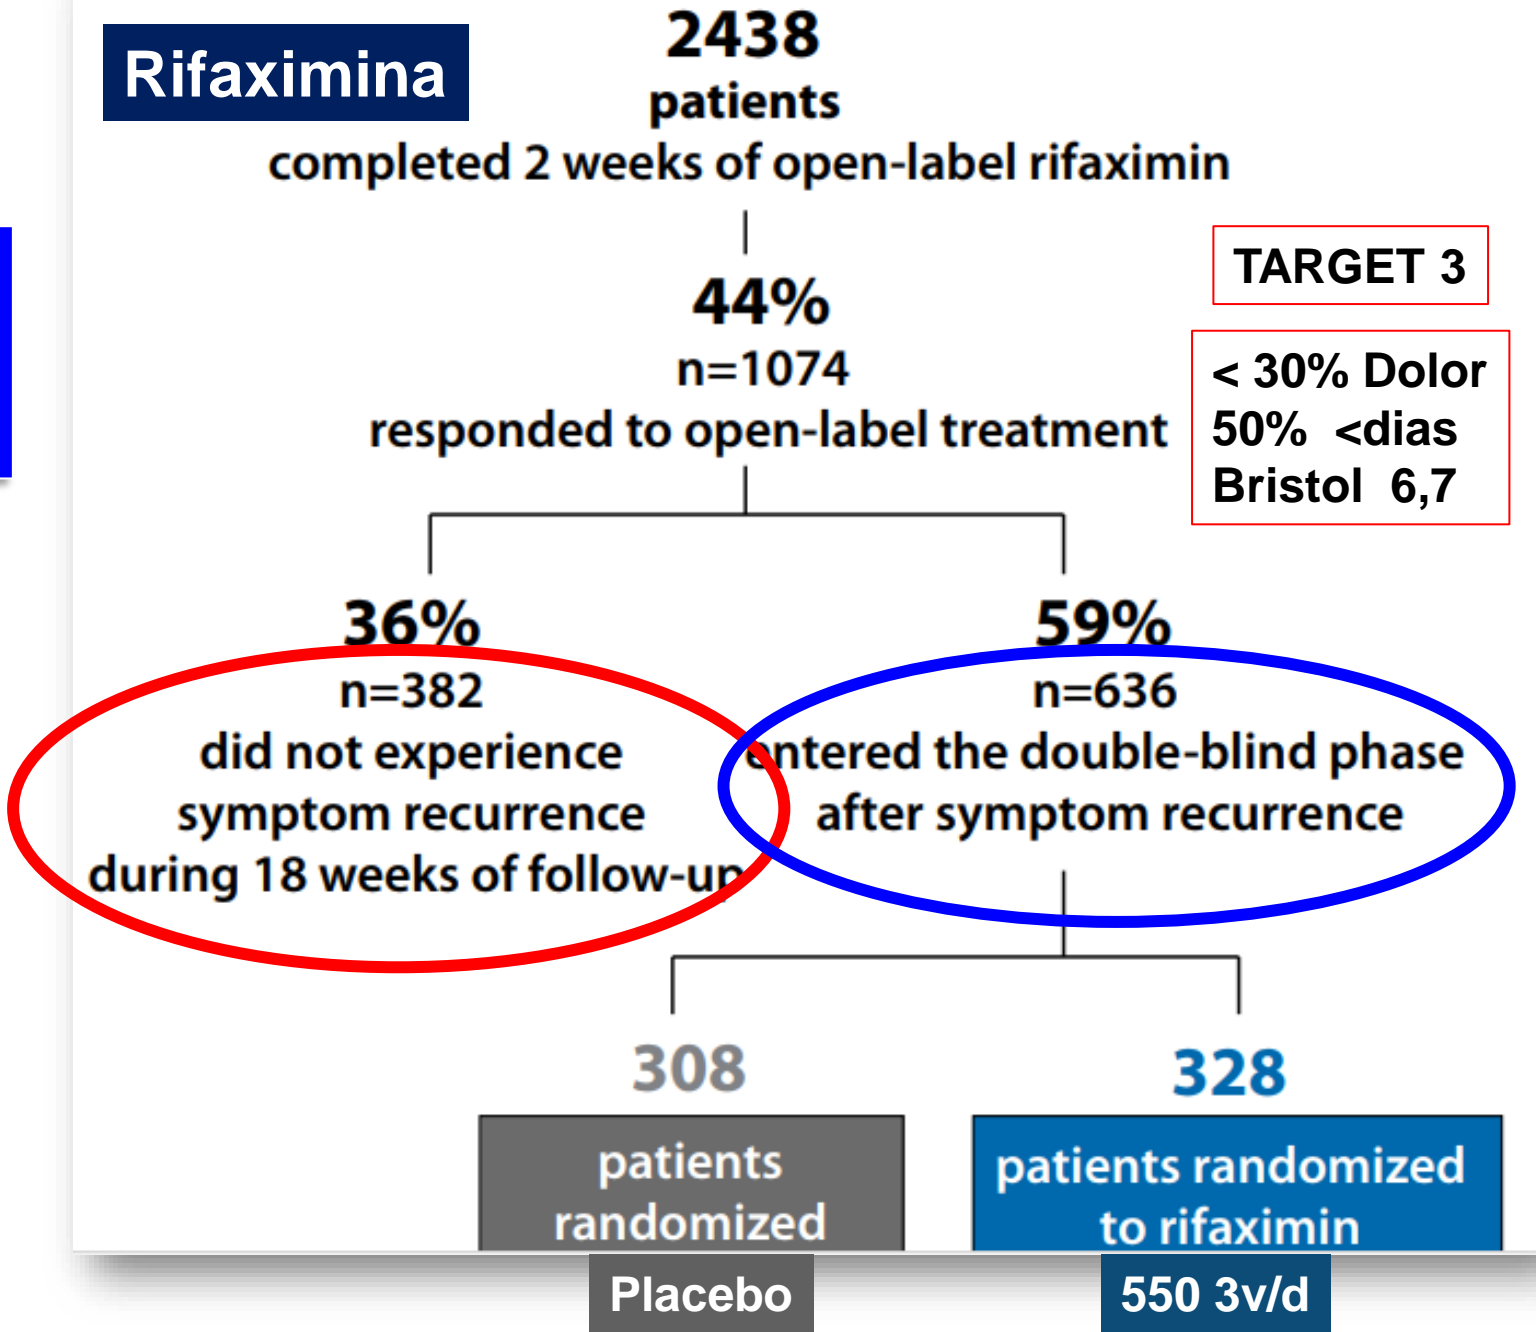 Rifaximina
2438
patients
completed 2 weeks of open-label rifaximin
44%
n=1074
responded to open-label treatment
TARGET 3
< 30% Dolor
50% <dias
Bristol 6,7
36%
n=382
did not experience
symptom recurrence
during 18 weeks of follow-up
59%
n=636
entered the double-blind phase
after symptom recurrence
308
patients
randomized
Placebo
328
patients randomized
to rifaximin
550 3v/d